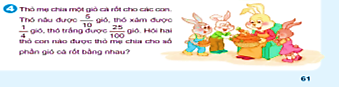 4 Thỏ mẹ chia một giỏ cà rốt cho các con.
Thỏ nâu được 5/10 giỏ, thỏ xám được
1/4 giỏ, thỏ trắng được 25/100 giỏ. Hỏi hai
thỏ con nào được thỏ mẹ chia cho số
phần giỏ cà rốt bằng nhau?
61